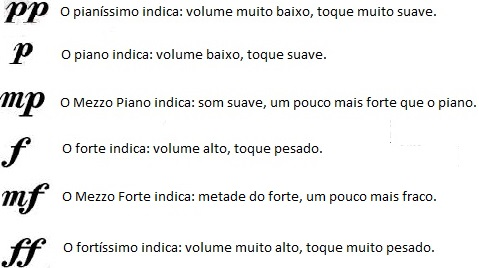 pp O pianíssimo indica: volume muito baixo, toque muito suave.
p O piano indica: volume baixo, toque suave.
mp O Mezzo Piano indica: som suave, um pouco mais forte que o piano.
f O forte indica: volume alto, toque pesado.
mf O Mezzo Forte indica: metade do forte, um pouco mais fraco.
ff O fortíssimo indica: volume muito alto, toque muito pesado.